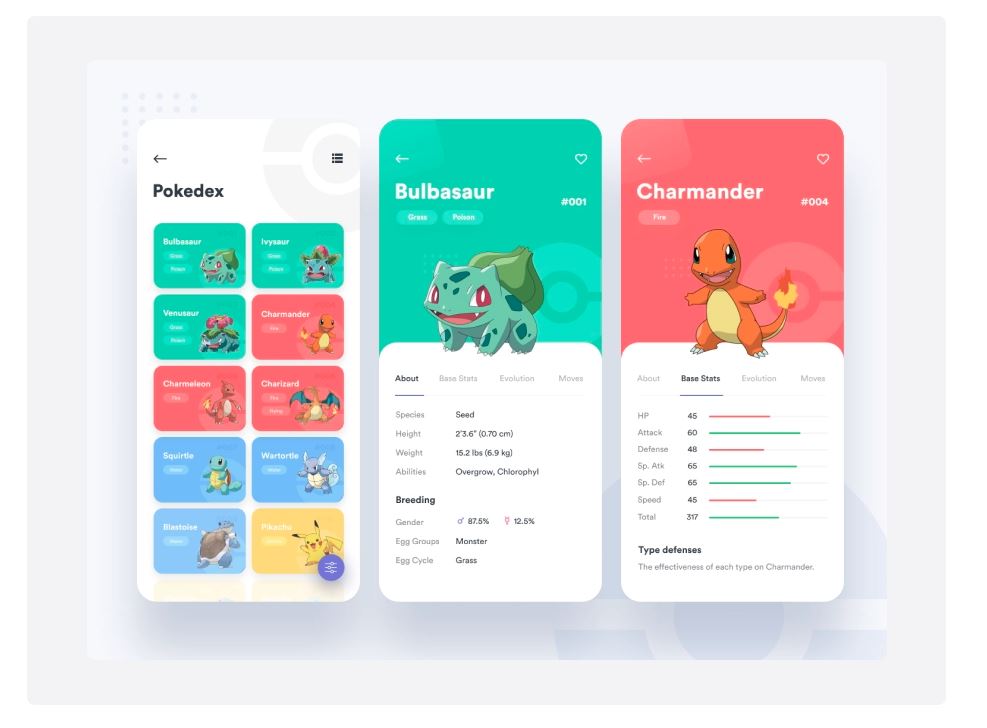 Pokedex
Bulbasaur
Grass
Poison
Ivysaur
Grass
Poison
Venusaur
Grass
Poison
Charmander
Fire
Charmeleon
Fire
Charizard
Fire
Flying
Squirtle
Water
Wartortle
Water
Blastoise
Water
Pikachu
Bulbasaur
#001
Grass Poison
About Base Stats Evolution Moves
Species Seed
Height 2'3.6" (0.70 cm)
Weight 15.2 lbs (6.9 kg)
Abilities Overgrow, Chlorophyl
Breeding
Gender ♂ 87.5% ☿ 12.5%
Egg Groups Monster
Egg Cycle Grass
Charmander
#004
Fire
About Base Stats Evolution Moves
HP 45
Attack 60
Defense 48
Sp. Atk 65
Sp. Def 65
Speed 45
Total 317
Type defenses
The effectiveness of each type on Charmander.